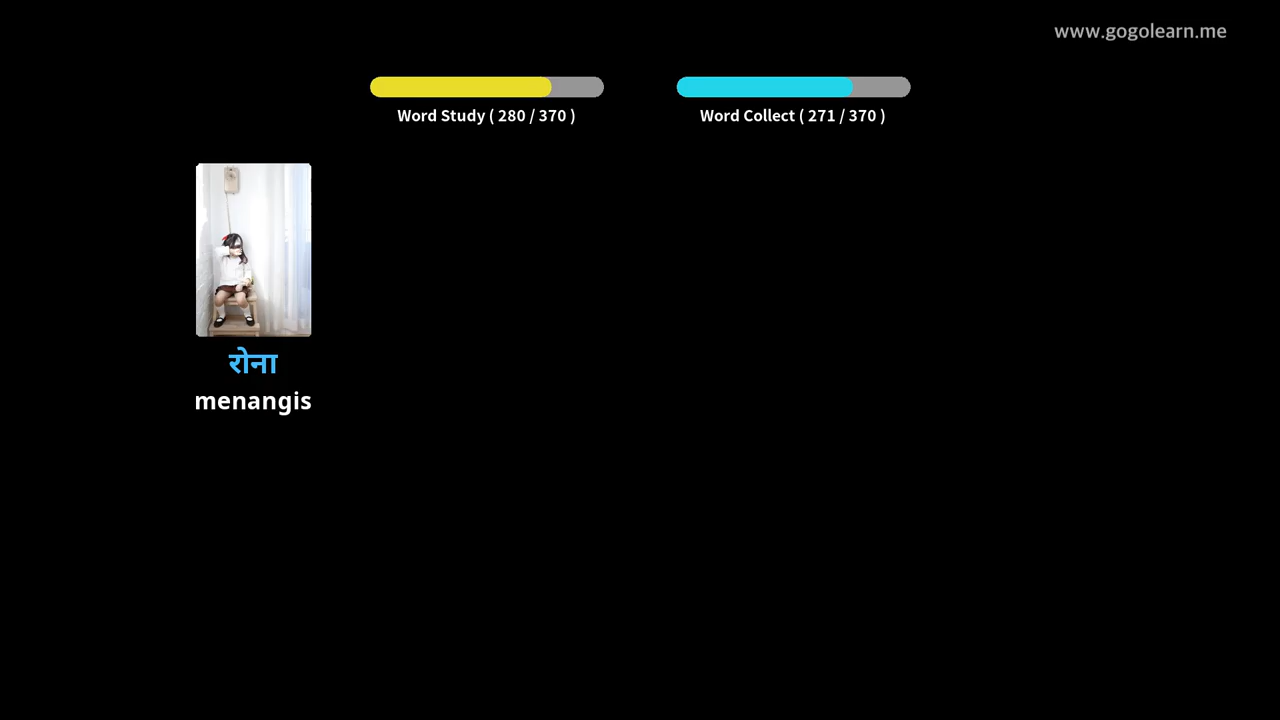 www.gogolearn.me
Word Study ( 280 / 370 )
Word Collect ( 271 / 370 )
रोना
menangis